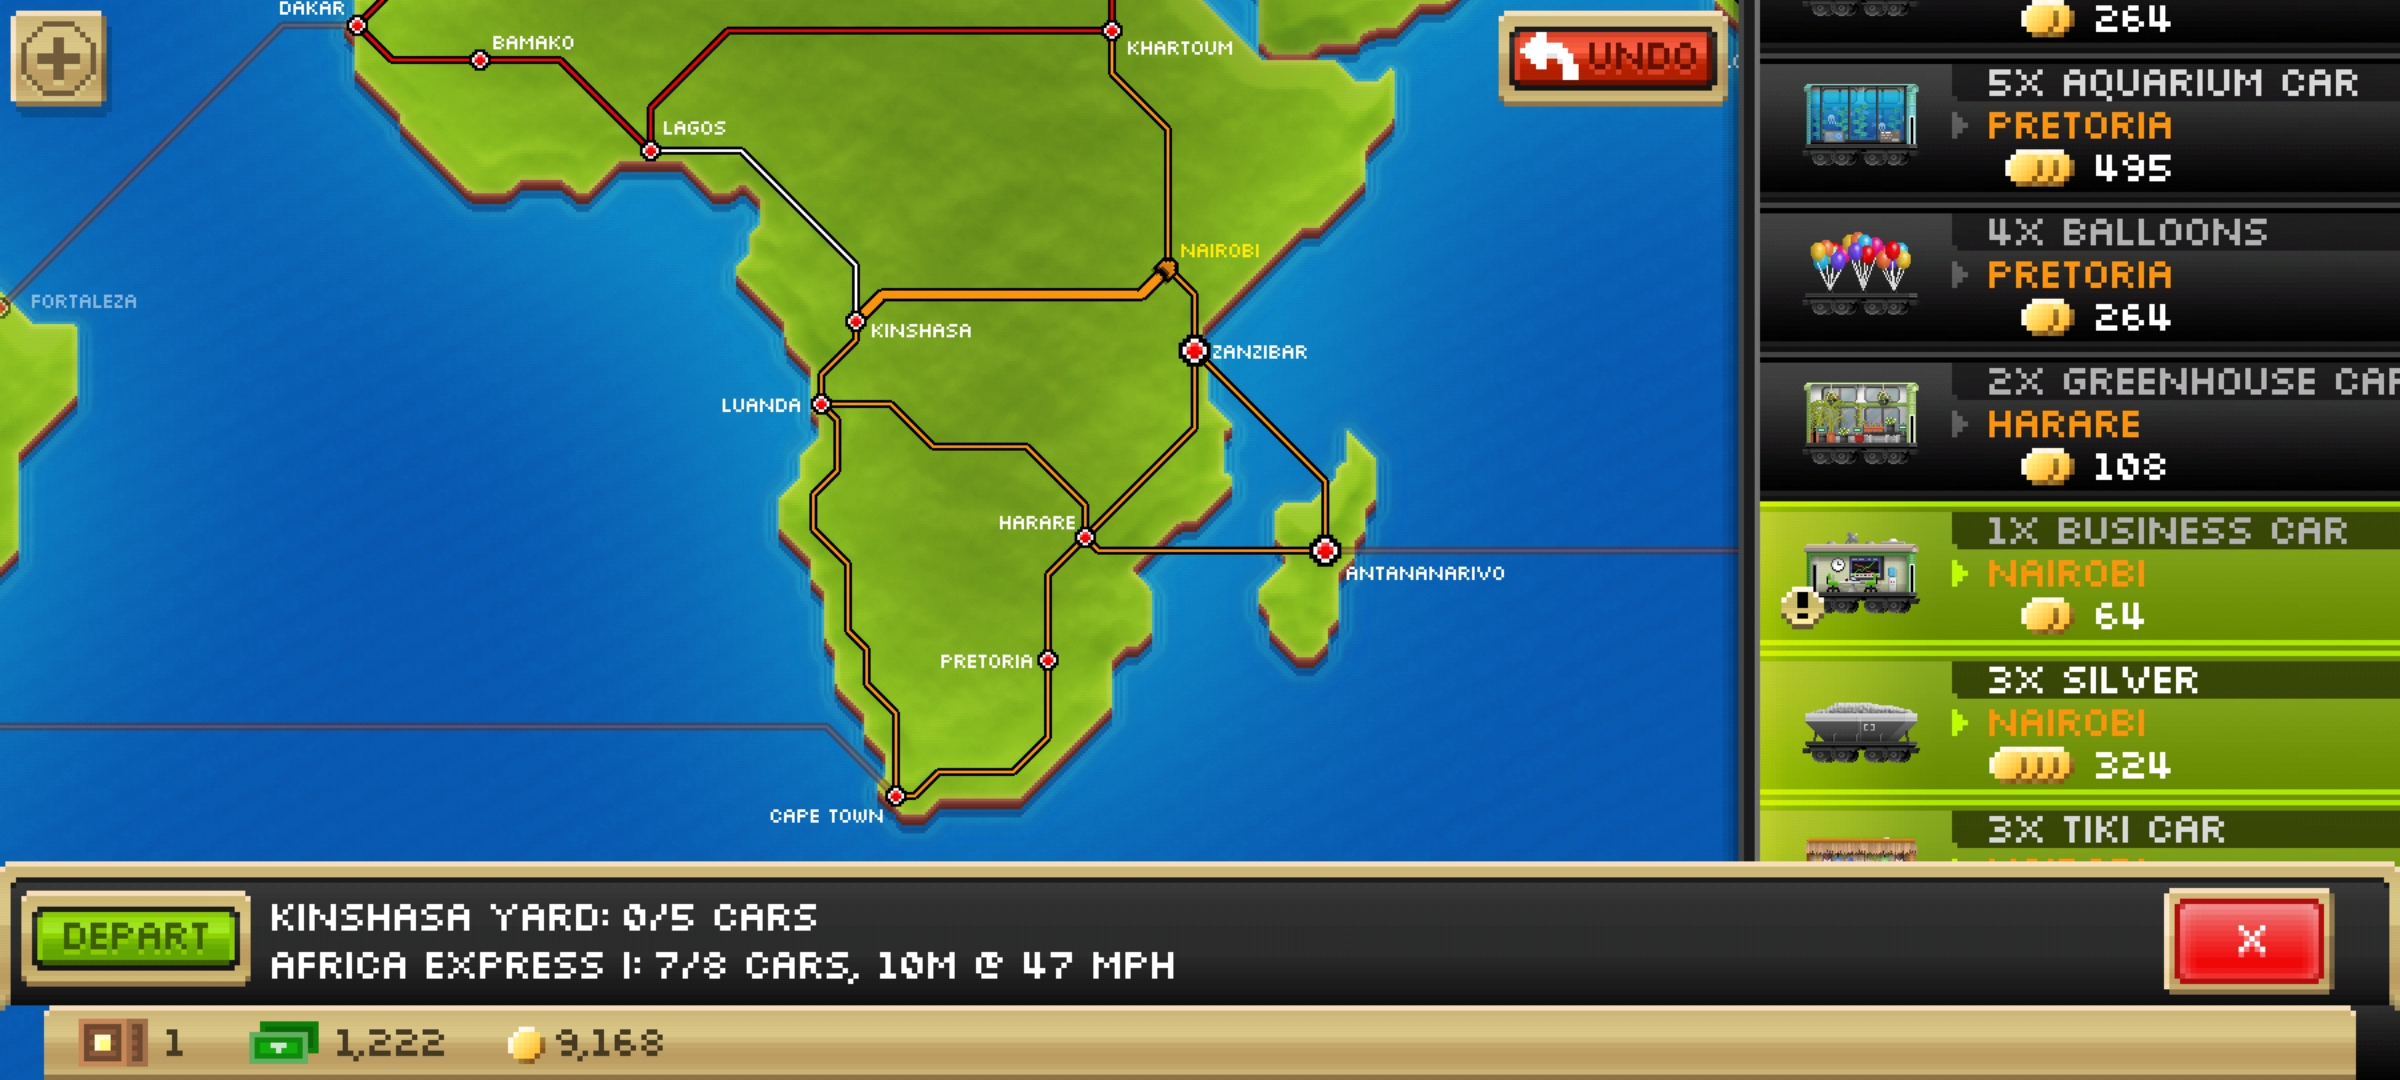 DAKAR
BAMAKO
KHARTOUM
UNDO
LAGOS
NAIROBI
FORTALEZA
KINSHASA
ZANZIBAR
LUANDA
HARARE
ANTANANARIVO
PRETORIA
CAPE TOWN
264
5X AQUARIUM CAR
PRETORIA
495
4X BALLOONS
PRETORIA
264
2X GREENHOUSE CAR
HARARE
108
1X BUSINESS CAR
NAIROBI
64
3X SILVER
NAIROBI
324
3X TIKI CAR
DEPART
KINSHASA YARD: 0/5 CARS
AFRICA EXPRESS I: 7/8 CARS, 10M @ 47 MPH
X
1
1,222
9,168